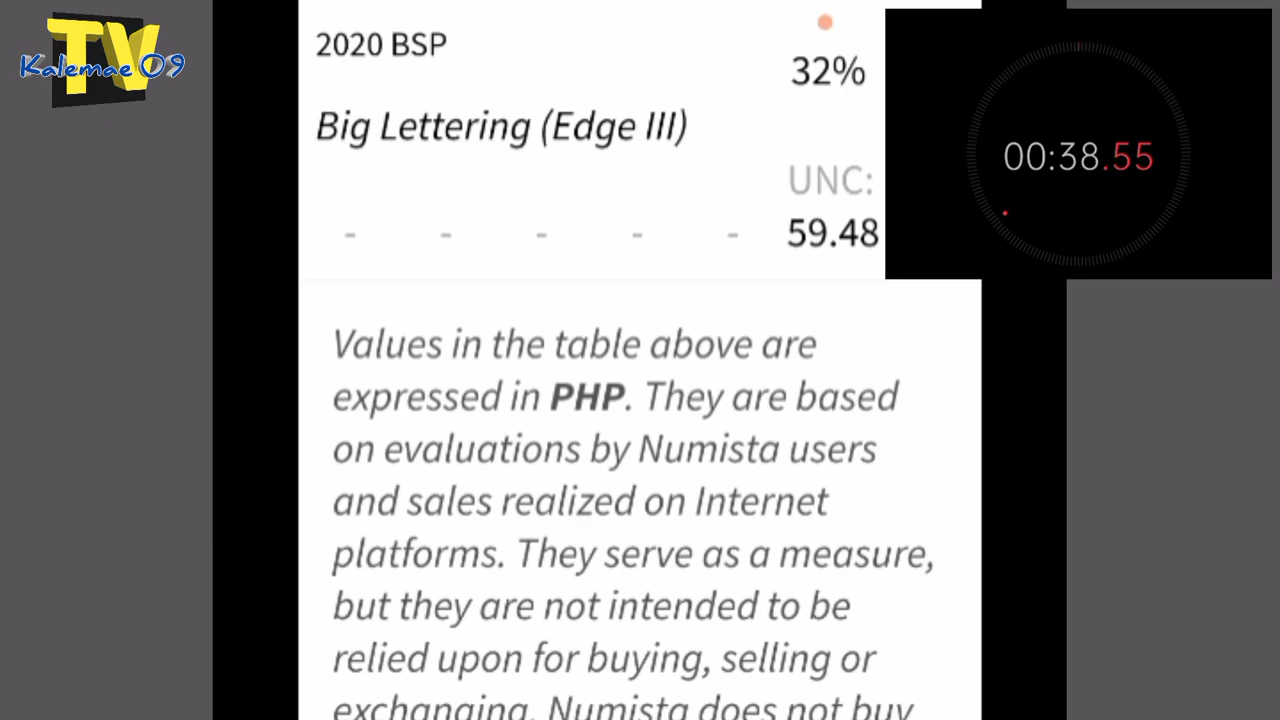 TV
Kalemae 09
2020 BSP
32%
Big Lettering (Edge III)
UNC:
- - - - - 59.48
00:38.55
Values in the table above are
expressed in PHP. They are based
on evaluations by Numista users
and sales realized on Internet
platforms. They serve as a measure,
but they are not intended to be
relied upon for buying, selling or
exchanging. Numista does not buy